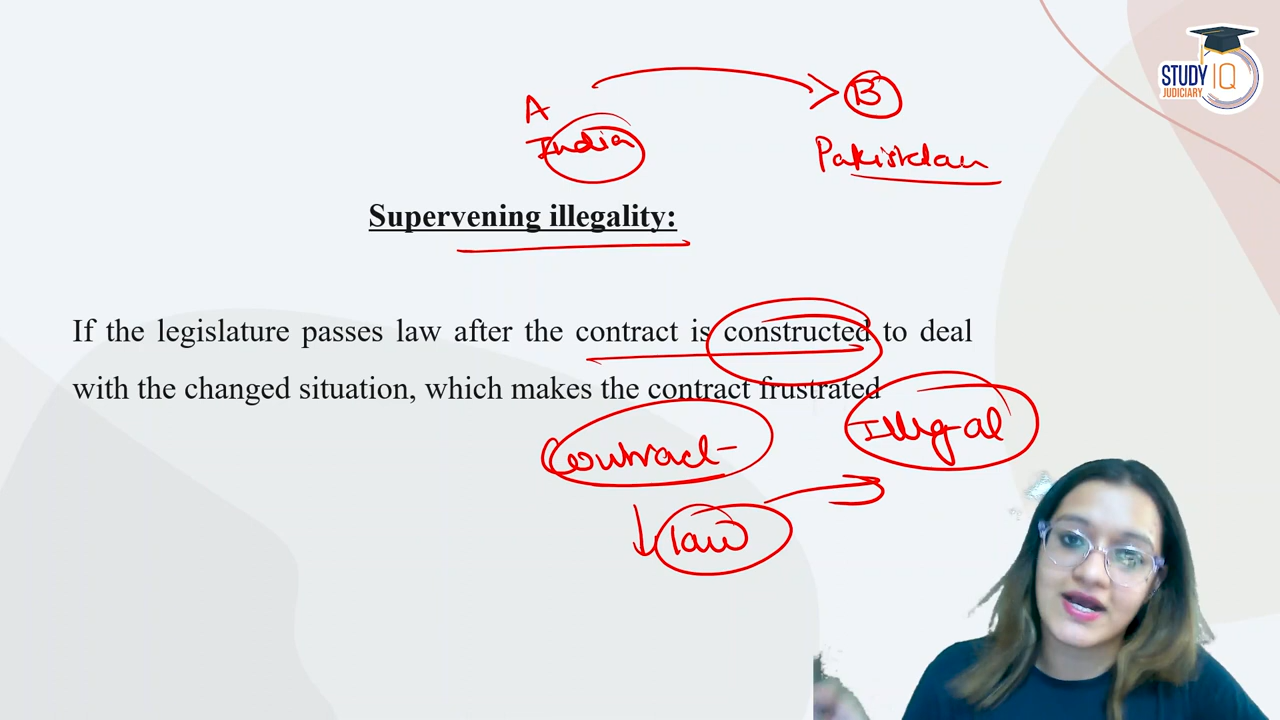 STUDY IQ
JUDICIARY
A
B
India
Pakistan
Supervening illegality:
If the legislature passes law after the contract is constructed to deal
with the changed situation, which makes the contract frustrated
Illegal
Contract
law